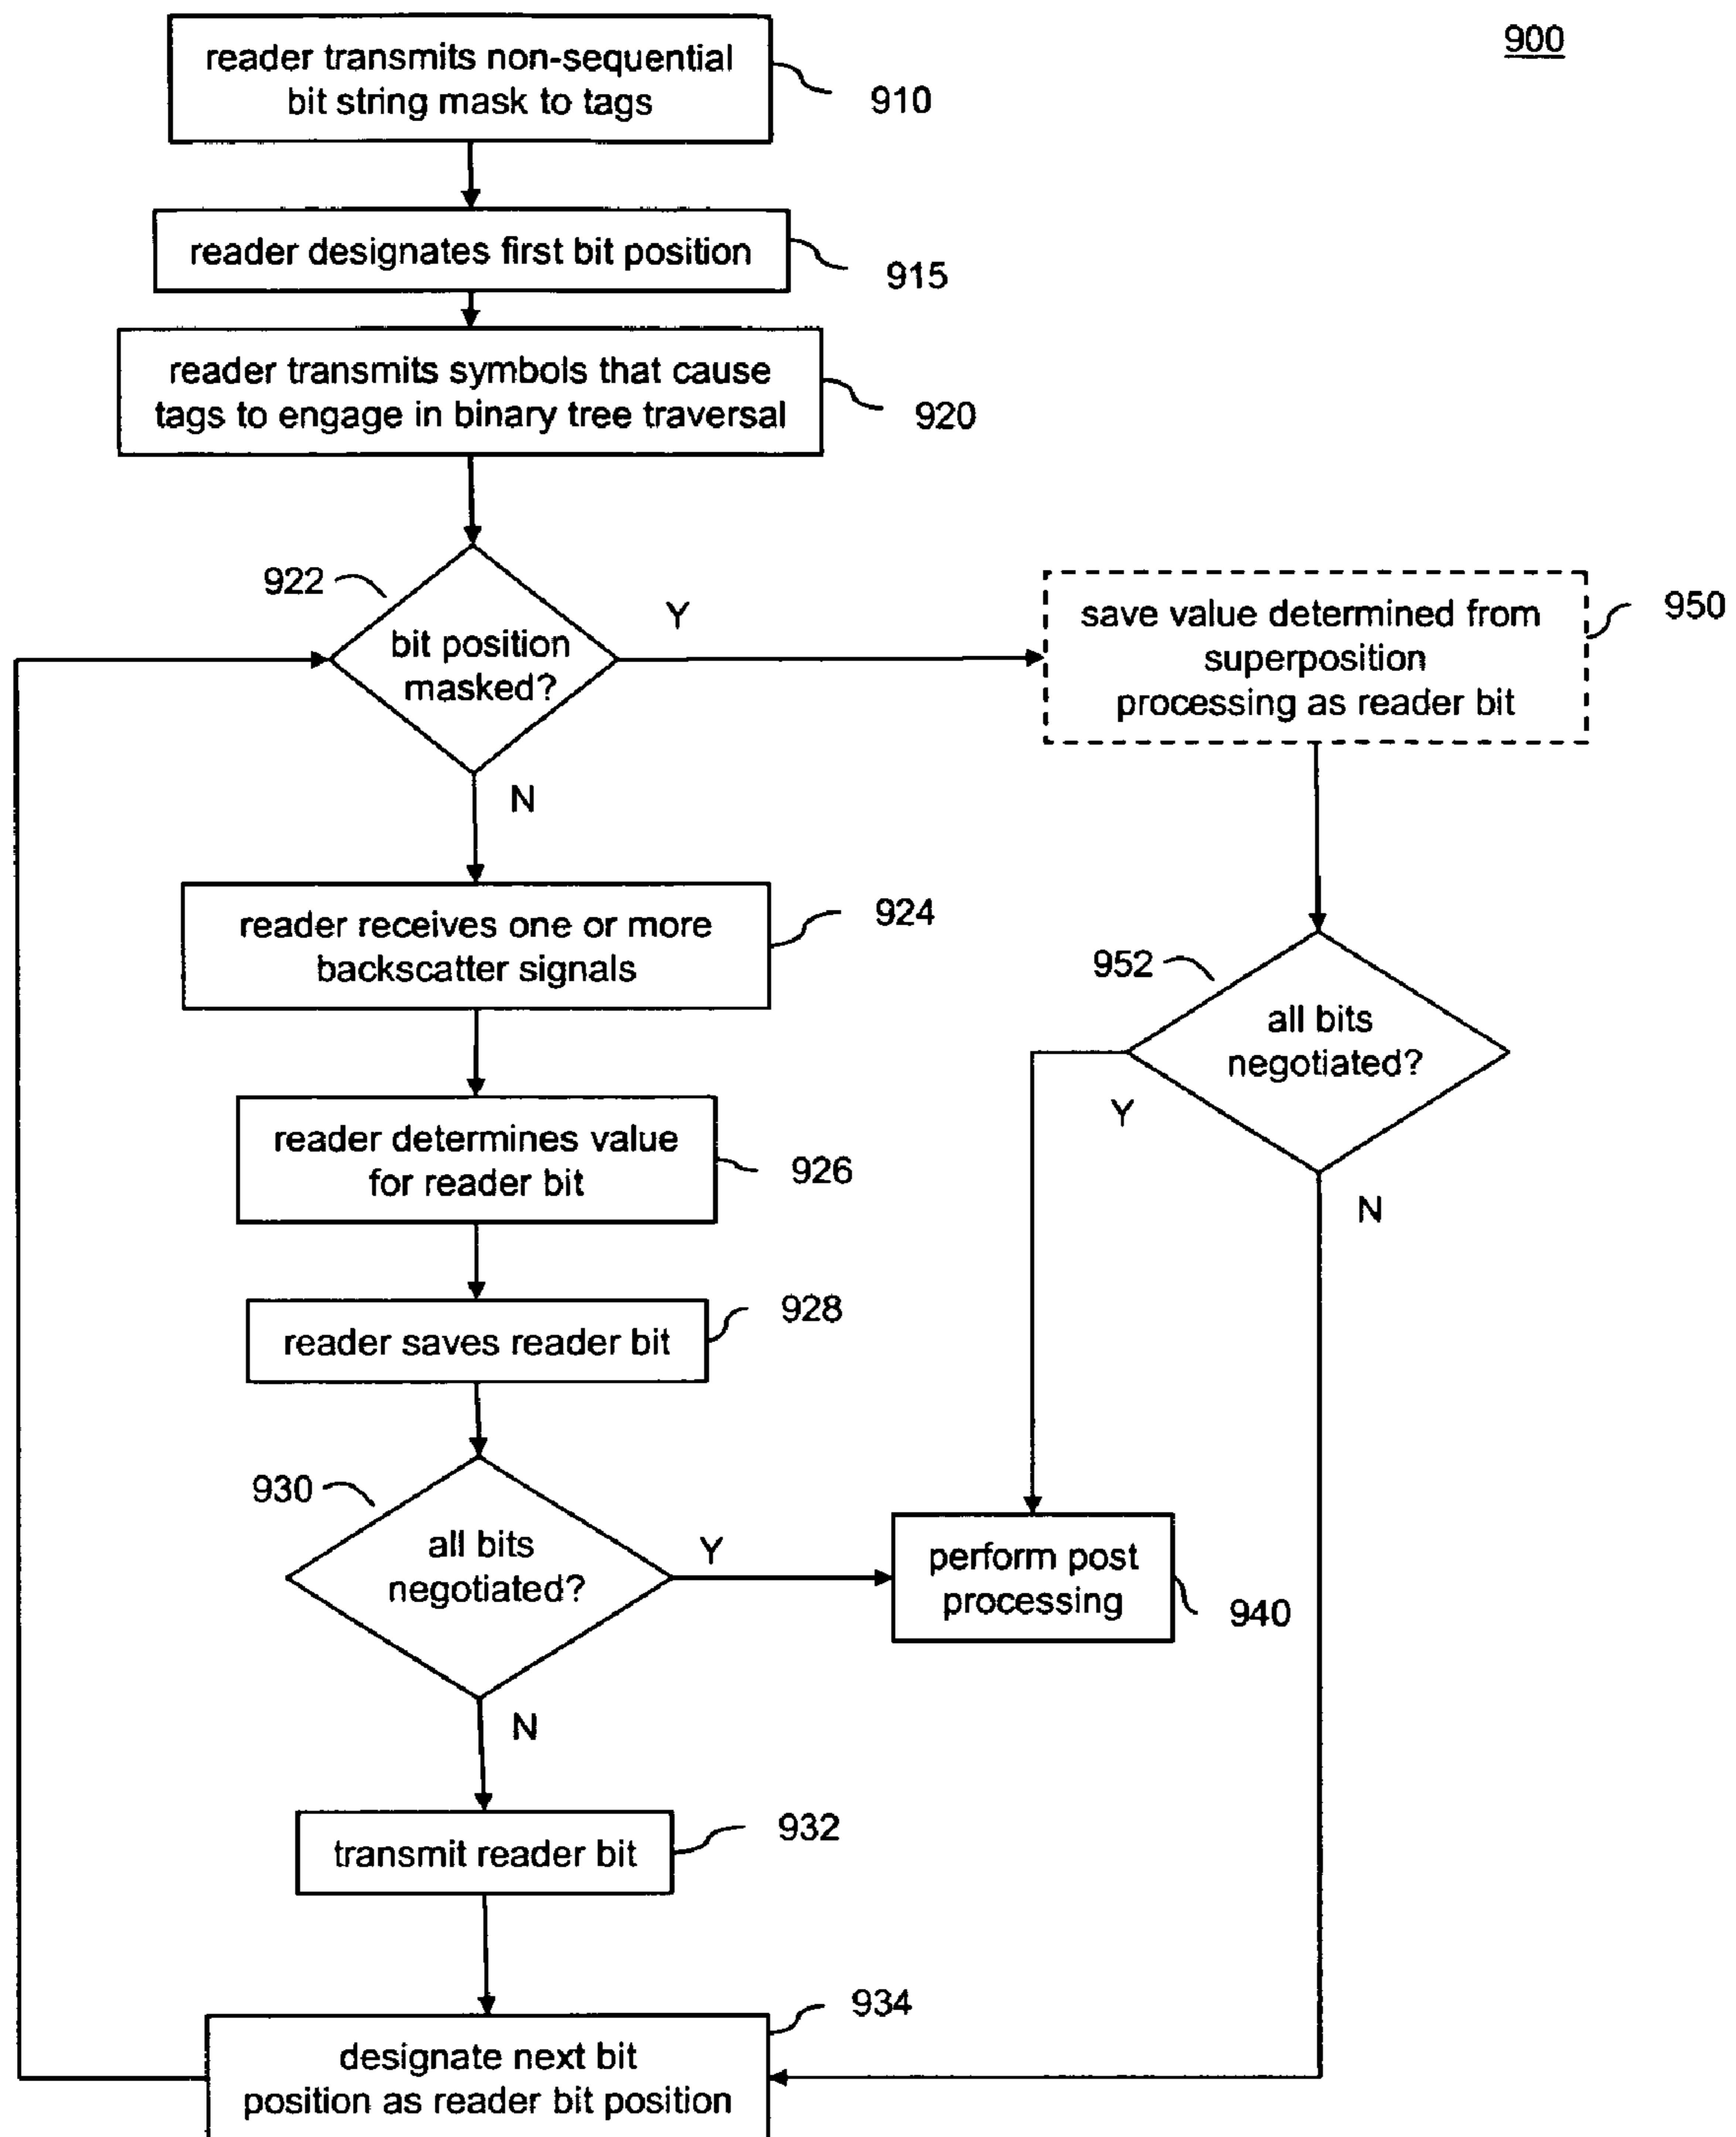 900
reader transmits non-sequential
bit string mask to tags
910
reader designates first bit position
915
reader transmits symbols that cause
tags to engage in binary tree traversal
920
922
bit position
masked?
Y
N
save value determined from
superposition
processing as reader bit
950
reader receives one or more
backscatter signals
924
952
all bits
negotiated?
Y
N
reader determines value
for reader bit
926
reader saves reader bit
928
930
all bits
negotiated?
Y
N
perform post
processing
940
transmit reader bit
932
designate next bit
position as reader bit position
934